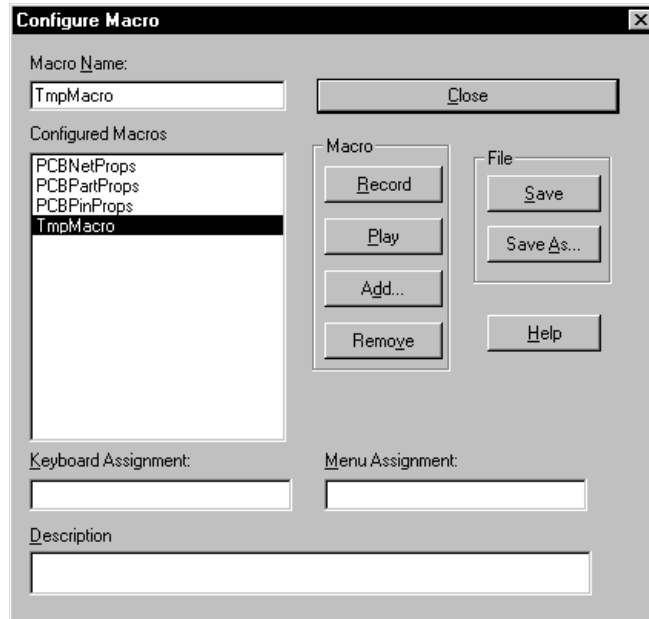 Configure Macro
Macro Name:
TmpMacro
Close
Configured Macros
PCBNetProps
PCBPartProps
PCBPinProps
TmpMacro
Macro
Record
Play
Add...
Remove
File
Save
Save As...
Help
Keyboard Assignment:
Menu Assignment:
Description